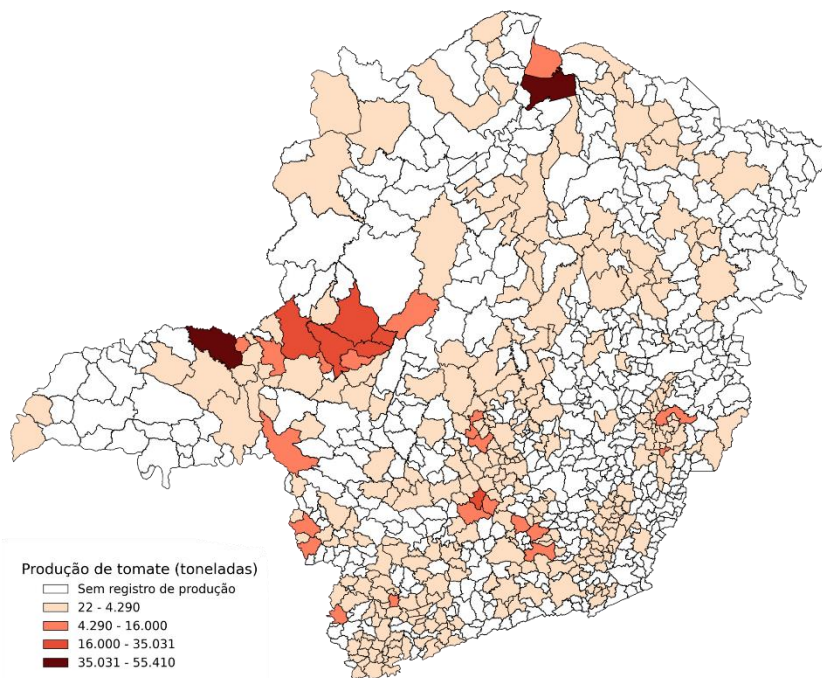 Produção de tomate (toneladas)
Sem registro de produção
22 - 4.290
4.290 - 16.000
16.000 - 35.031
35.031 - 55.410